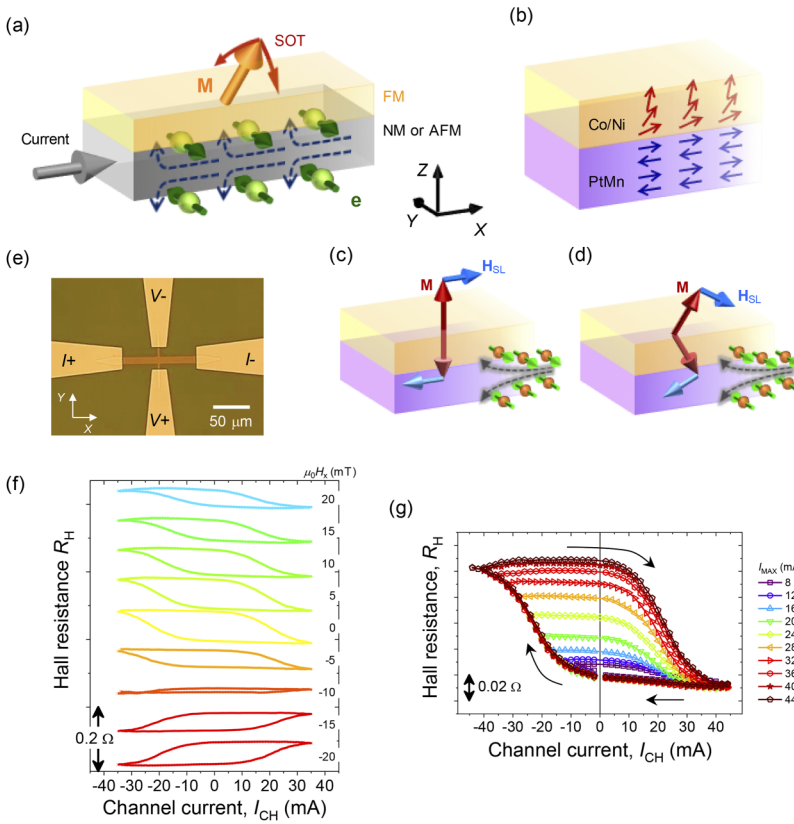 (a)
SOT
M
FM
NM or AFM
Current
e
Z
Y
X
(b)
Co/Ni
PtMn
(c)
M
HSL
(d)
M
HSL
(e)
V-
I+
I-
V+
Y
X
50 μm
(f)
μ0Hx (mT)
20
15
10
5
0
-5
-10
-15
-20
0.2 Ω
Hall resistance RH
-40 -30 -20 -10 0 10 20 30 40
Channel current, ICH (mA)
(g)
Hall resistance, RH
0.02 Ω
-40 -30 -20 -10 0 10 20 30 40
Channel current, ICH (mA)
IMAX (mA
8
12
16
20
24
28
32
36
40
44